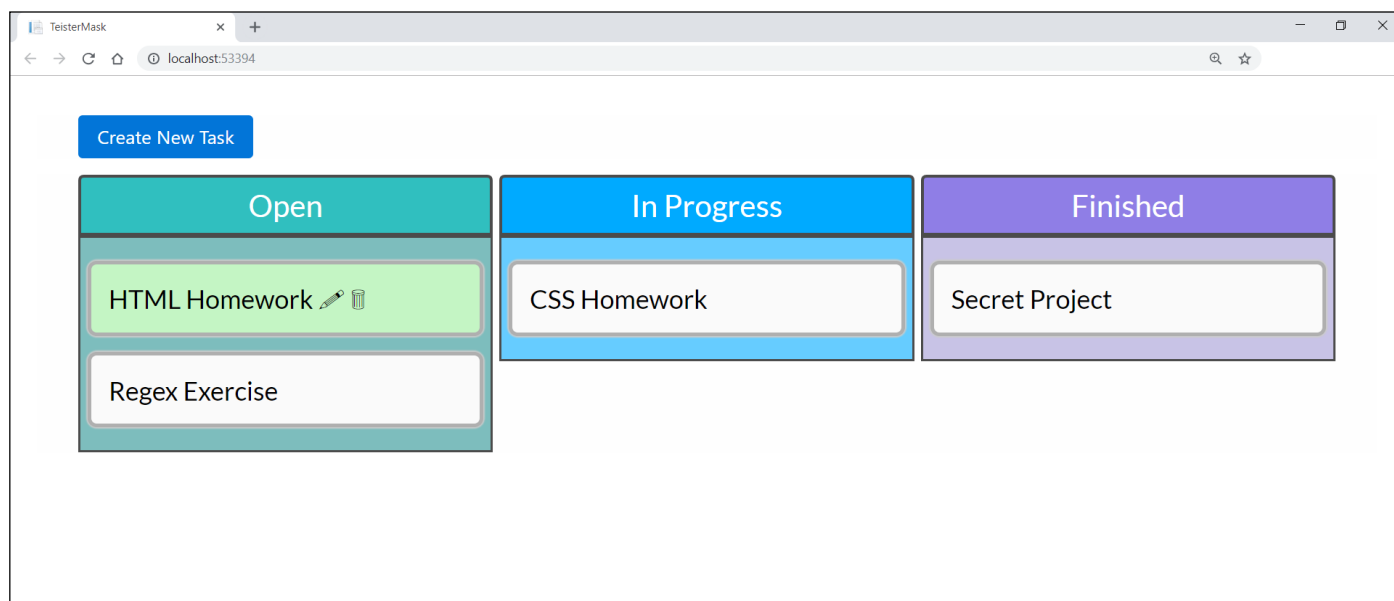 TeisterMask
localhost:53394
Create New Task
Open
In Progress
Finished
HTML Homework
CSS Homework
Secret Project
Regex Exercise